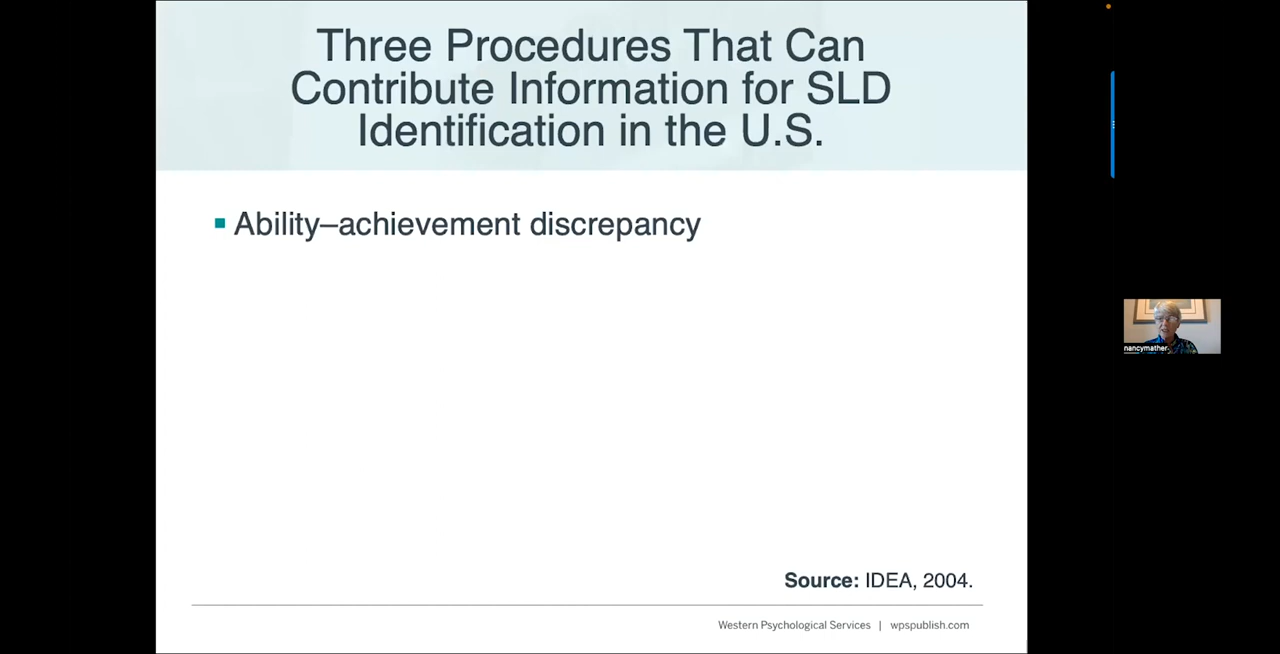 Three Procedures That Can
Contribute Information for SLD
Identification in the U.S.
Ability–achievement discrepancy
nancymather
Source: IDEA, 2004.
Western Psychological Services | wpspublish.com